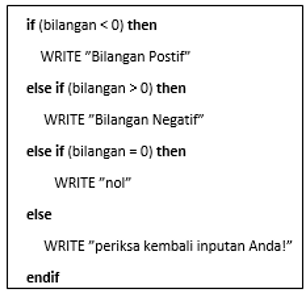 if (bilangan < 0) then
WRITE "Bilangan Postif"
else if (bilangan > 0) then
WRITE "Bilangan Negatif"
else if (bilangan = 0) then
WRITE "nol"
else
WRITE "periksa kembali inputan Anda!"
endif